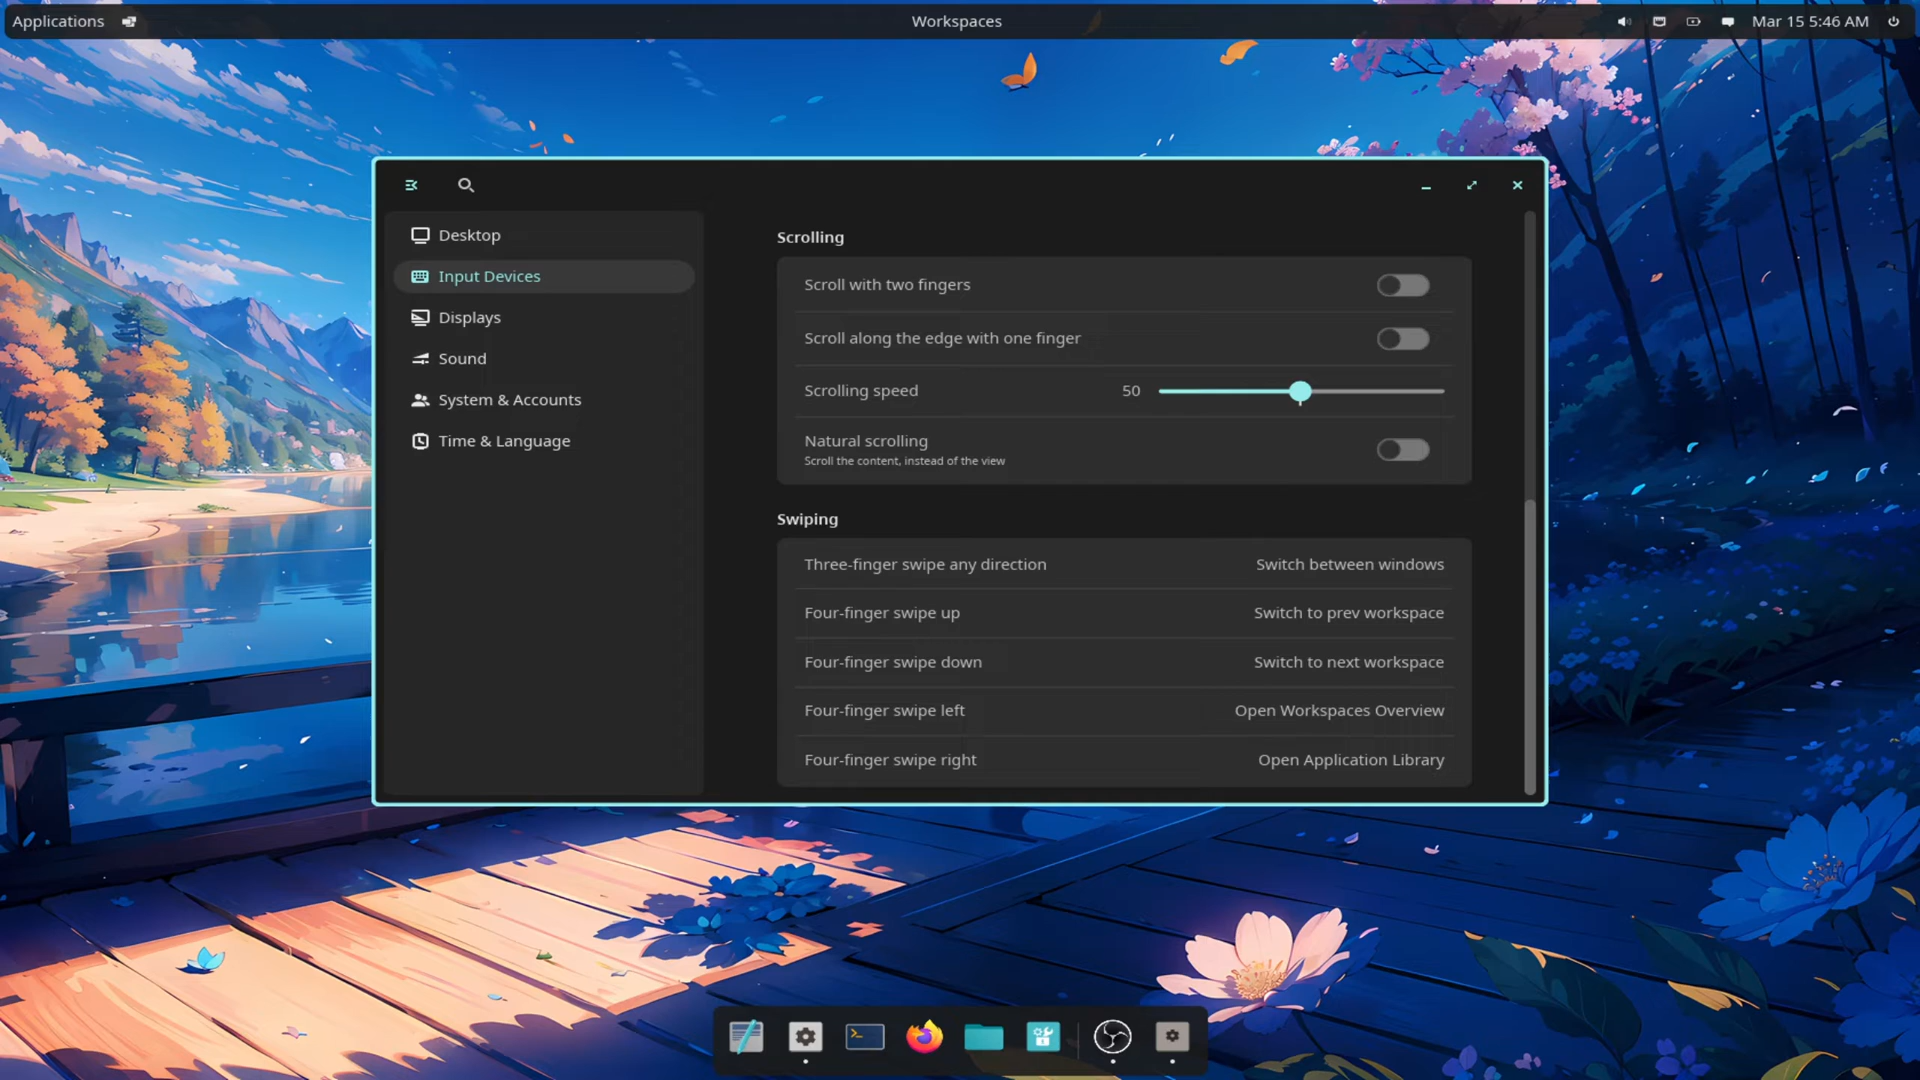 Applications
Workspaces
Mar 15 5:46 AM
Desktop
Input Devices
Displays
Sound
System & Accounts
Time & Language
Scrolling
Scroll with two fingers
Scroll along the edge with one finger
Scrolling speed 50
Natural scrolling
Scroll the content, instead of the view
Swiping
Three-finger swipe any direction Switch between windows
Four-finger swipe up Switch to prev workspace
Four-finger swipe down Switch to next workspace
Four-finger swipe left Open Workspaces Overview
Four-finger swipe right Open Application Library